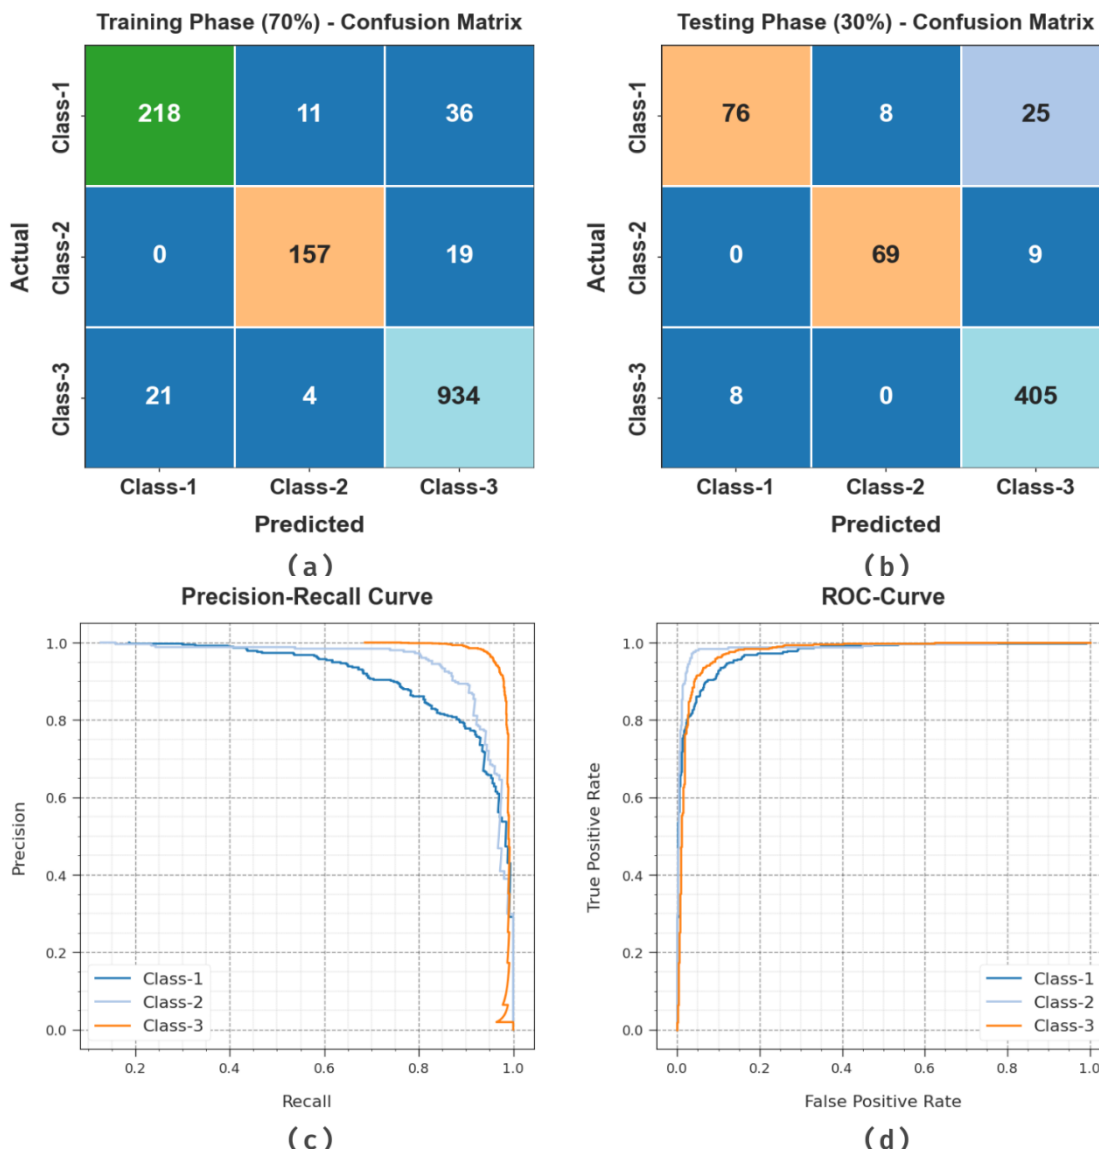 Training Phase (70%) - Confusion Matrix
Class-1
218 11 36
Class-2
0 157 19
Class-3
21 4 934
Actual
Class-1 Class-2 Class-3
Predicted
(a)
Testing Phase (30%) - Confusion Matrix
Class-1
76 8 25
Class-2
0 69 9
Class-3
8 0 405
Actual
Class-1 Class-2 Class-3
Predicted
(b)
Precision-Recall Curve
1.0
0.8
0.6
0.4
0.2
0.0
Precision
Class-1
Class-2
Class-3
0.2 0.4 0.6 0.8 1.0
Recall
(c)
ROC-Curve
1.0
0.8
0.6
0.4
0.2
0.0
True Positive Rate
Class-1
Class-2
Class-3
0.0 0.2 0.4 0.6 0.8 1.0
False Positive Rate
(d)